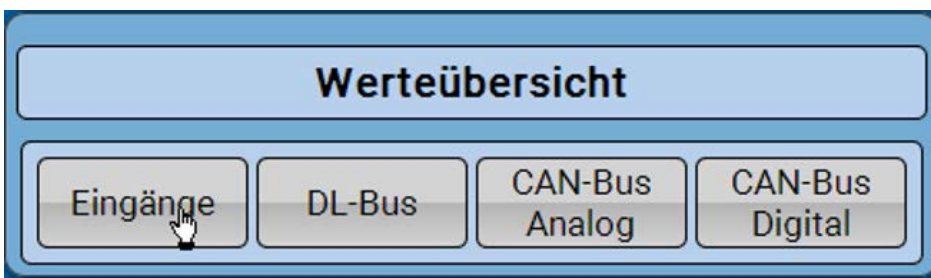 Werteübersicht
Eingänge
DL-Bus
CAN-Bus
Analog
CAN-Bus
Digital